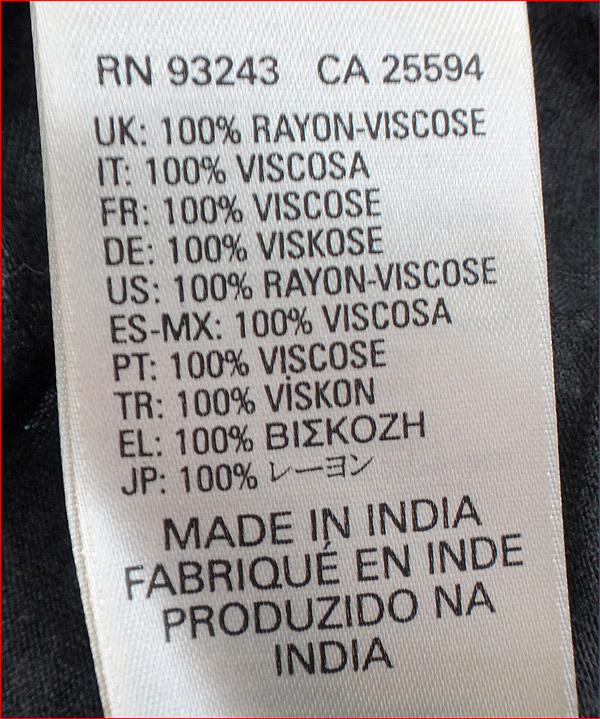 RN 93243 CA 25594
UK: 100% RAYON-VISCOSE
IT: 100% VISCOSA
FR: 100% VISCOSE
DE: 100% VISKOSE
US: 100% RAYON-VISCOSE
ES-MX: 100% VISCOSA
PT: 100% VISCOSE
TR: 100% VİSKON
EL: 100% ΒΙΣΚΟΖΗ
JP: 100% レーヨン
MADE IN INDIA
FABRIQUÉ EN INDE
PRODUZIDO NA
INDIA